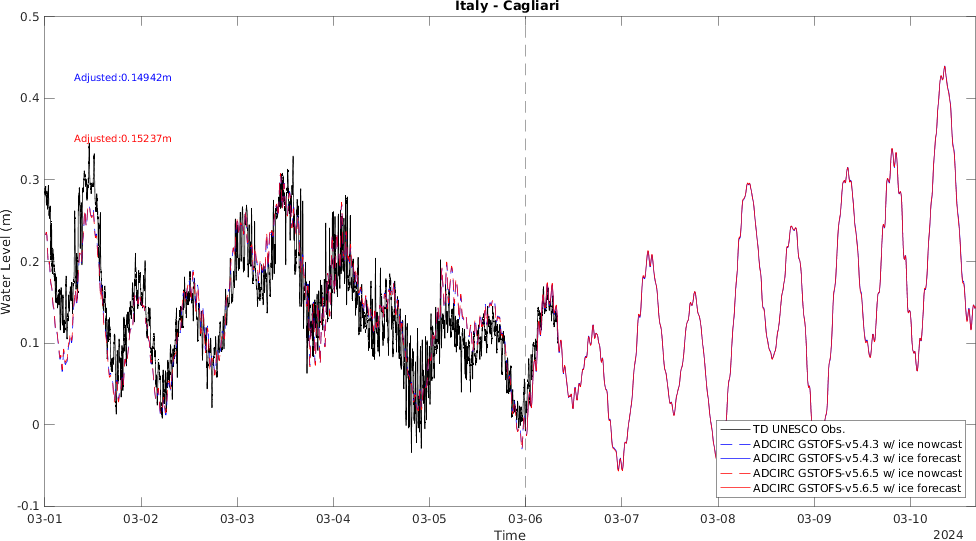 Italy - Cagliari
0.5
0.4
0.3
0.2
0.1
0
-0.1
Water Level (m)
Adjusted:0.14942m
Adjusted:0.15237m
TD UNESCO Obs.
ADCIRC GSTOFS-v5.4.3 w/ ice nowcast
ADCIRC GSTOFS-v5.4.3 w/ ice forecast
ADCIRC GSTOFS-v5.6.5 w/ ice nowcast
ADCIRC GSTOFS-v5.6.5 w/ ice forecast
03-01 03-02 03-03 03-04 03-05 03-06 03-07 03-08 03-09 03-10
Time
2024